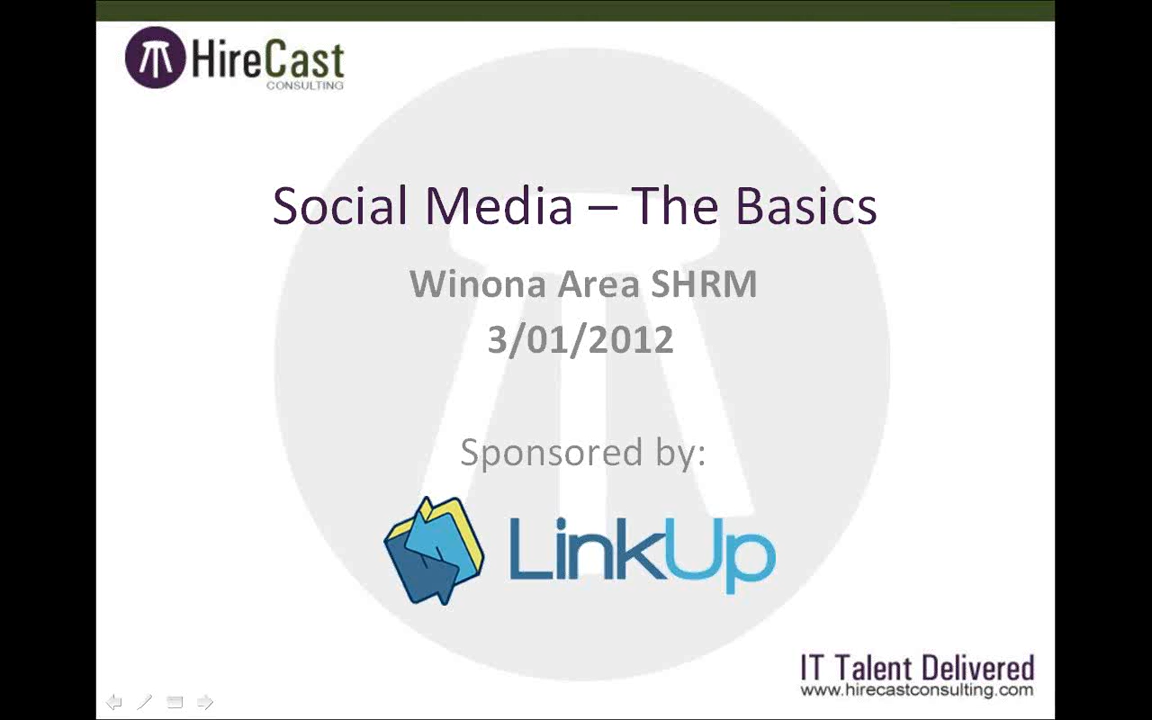 HireCast
CONSULTING
Social Media – The Basics
Winona Area SHRM
3/01/2012
Sponsored by:
LinkUp
IT Talent Delivered
www.hirecastconsulting.com